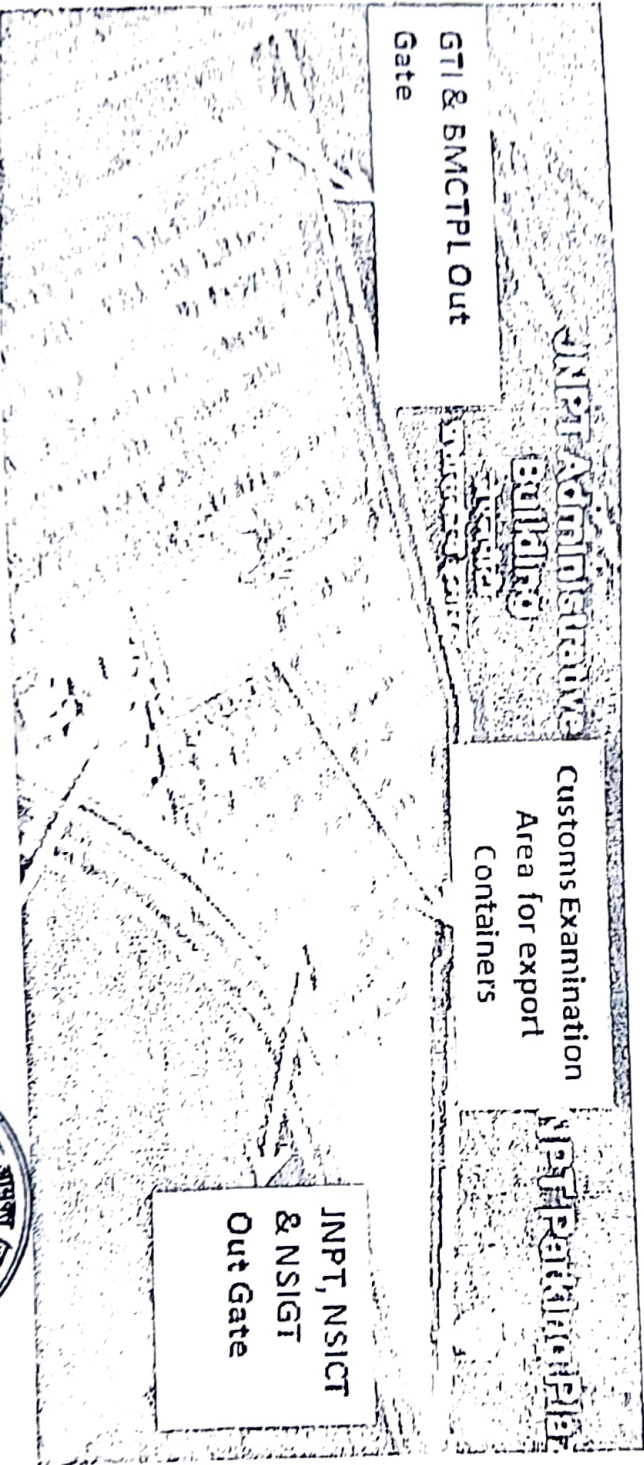 GTI & BMCTPL Out
Gate
JNPT Administrative
Building
Customs Examination
Area for export
Containers
JNPT, NSICT
& NSIGT
Out Gate